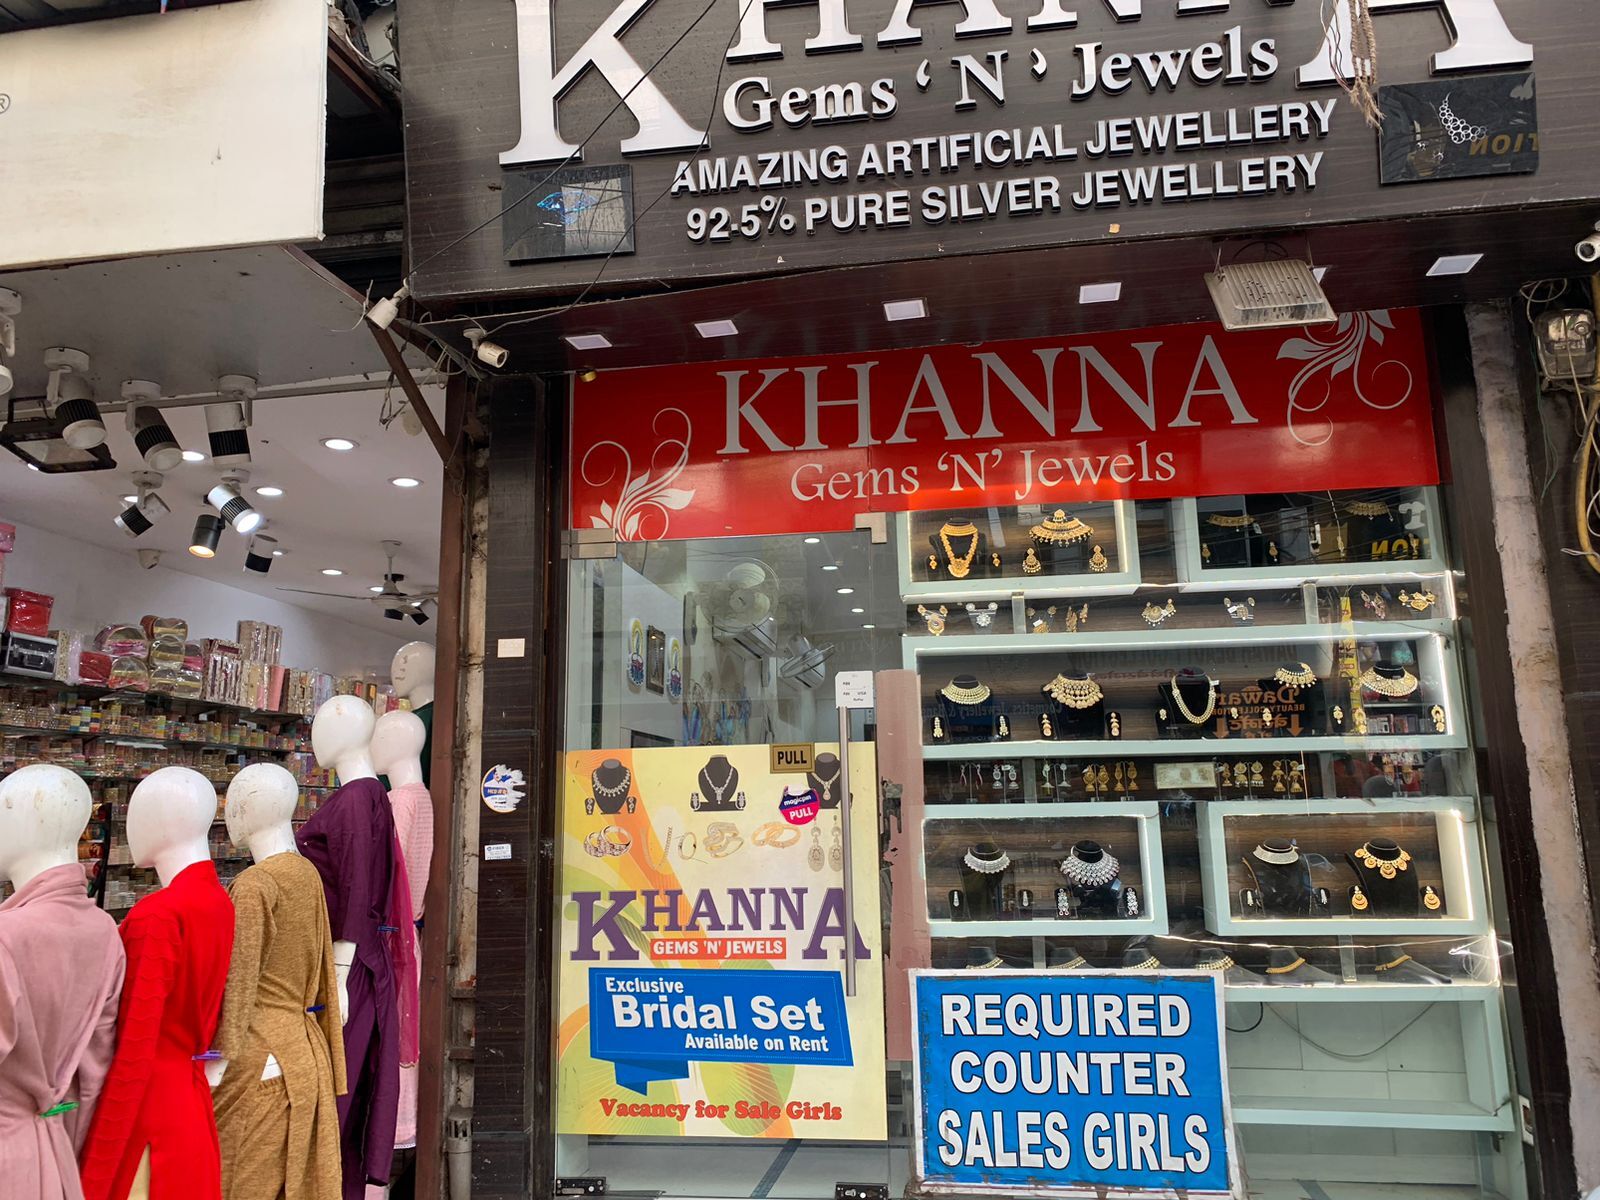 KHANNA
Gems 'N' Jewels
AMAZING ARTIFICIAL JEWELLERY
92.5% PURE SILVER JEWELLERY
KHANNA
Gems 'N' Jewels
PULL
magicpin
PULL
KHANNA
GEMS 'N' JEWELS
Exclusive
Bridal Set
Available on Rent
Vacancy for Sale Girls
REQUIRED
COUNTER
SALES GIRLS